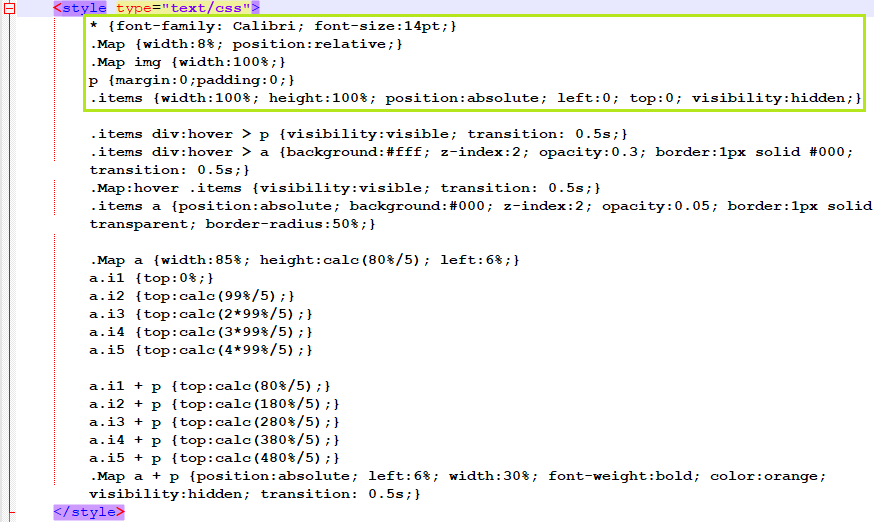 <style type="text/css">
* {font-family: Calibri; font-size:14pt;}
.Map {width:8%; position:relative;}
.Map img {width:100%;}
p {margin:0;padding:0;}
.items {width:100%; height:100%; position:absolute; left:0; top:0; visibility:hidden;}
.items div:hover > p {visibility:visible; transition: 0.5s;}
.items div:hover > a {background:#fff; z-index:2; opacity:0.3; border:1px solid #000;
transition: 0.5s;}
.Map:hover .items {visibility:visible; transition: 0.5s;}
.items a {position:absolute; background:#000; z-index:2; opacity:0.05; border:1px solid
transparent; border-radius:50%;}
.Map a {width:85%; height:calc(80%/5); left:6%;}
a.i1 {top:0%;}
a.i2 {top:calc(99%/5);}
a.i3 {top:calc(2*99%/5);}
a.i4 {top:calc(3*99%/5);}
a.i5 {top:calc(4*99%/5);}
a.i1 + p {top:calc(80%/5);}
a.i2 + p {top:calc(180%/5);}
a.i3 + p {top:calc(280%/5);}
a.i4 + p {top:calc(380%/5);}
a.i5 + p {top:calc(480%/5);}
.Map a + p {position:absolute; left:6%; width:30%; font-weight:bold; color:orange;
visibility:hidden; transition: 0.5s;}
</style>